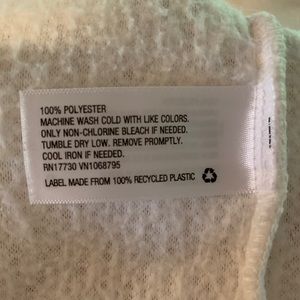 100% POLYESTER
MACHINE WASH COLD WITH LIKE COLORS.
ONLY NON-CHLORINE BLEACH IF NEEDED.
TUMBLE DRY LOW. REMOVE PROMPTLY.
COOL IRON IF NEEDED.
RN17730 VN1068795
LABEL MADE FROM 100% RECYCLED PLASTIC